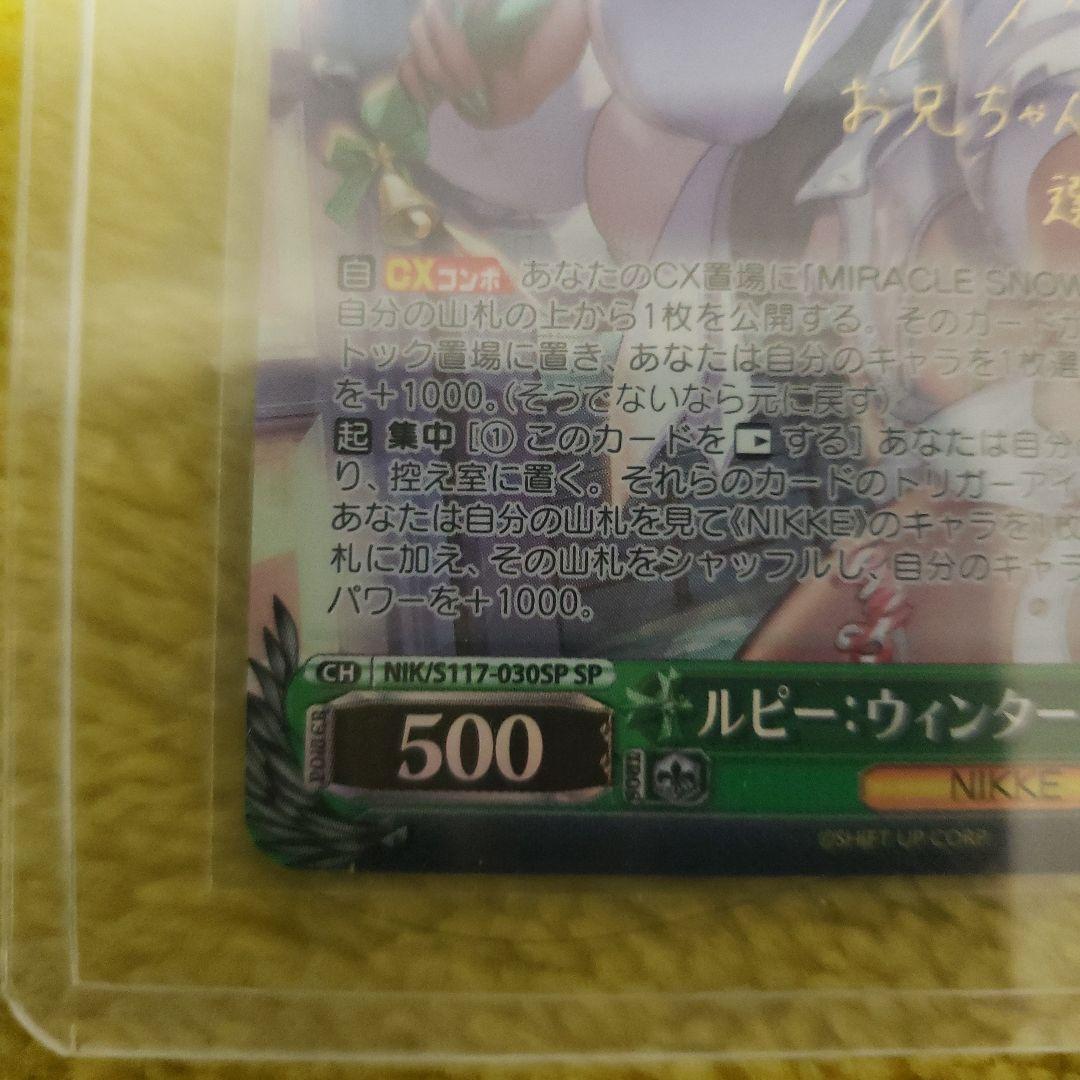 お兄ちゃん
自 CXコンボ あなたのCX置場に「MIRACLE SNOW
自分の山札の上から1枚を公開する。そのカードが
トック置場に置き、あなたは自分のキャラを1枚選
を+1000。(そうでないなら元に戻す)
起 集中 [① このカードを する] あなたは自分
り、控え室に置く。それらのカードのトリガーアイ
あなたは自分の山札を見て《NIKKE》のキャラを1枚
札に加え、その山札をシャッフルし、自分のキャラ
パワーを+1000。
CH NIK/S117-030SP SP
POWER 500
ルピー:ウィンター
SOUL
NIKKE
©SHIFT UP CORP.